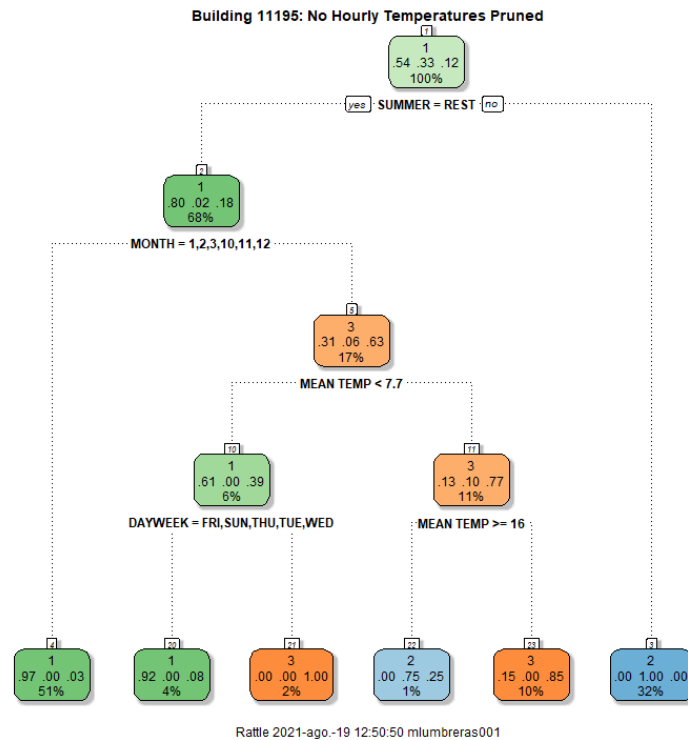 Building 11195: No Hourly Temperatures Pruned
1
1
.54 .33 .12
100%
yes SUMMER = REST no
2
1
.80 .02 .18
68%
MONTH = 1,2,3,10,11,12
5
3
.31 .06 .63
17%
MEAN TEMP < 7.7
10
1
.61 .00 .39
6%
11
3
.13 .10 .77
11%
DAYWEEK = FRI,SUN,THU,TUE,WED
MEAN TEMP >= 16
4
1
.97 .00 .03
51%
20
1
.92 .00 .08
4%
21
3
.00 .00 1.00
2%
22
2
.00 .75 .25
1%
23
3
.15 .00 .85
10%
3
2
.00 1.00 .00
32%
Rattle 2021-ago.-19 12:50:50 mlumbreras001